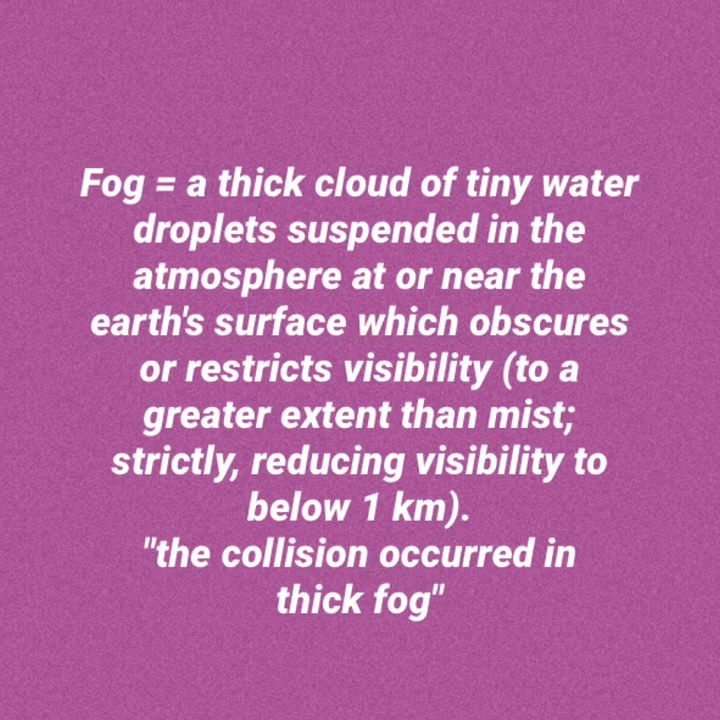 Fog = a thick cloud of tiny water
droplets suspended in the
atmosphere at or near the
earth's surface which obscures
or restricts visibility (to a
greater extent than mist;
strictly, reducing visibility to
below 1 km).
"the collision occurred in
thick fog"